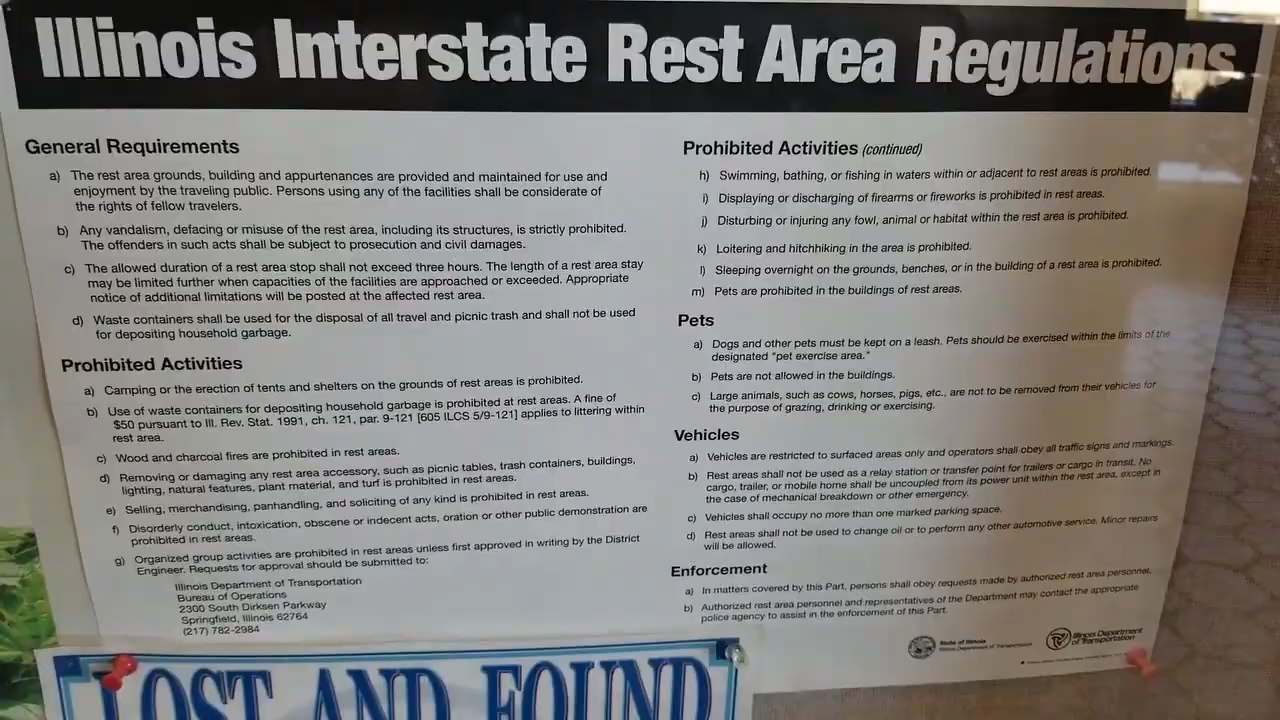 Illinois Interstate Rest Area Regulations
General Requirements
a) The rest area grounds, building and appurtenances are provided and maintained for use and
enjoyment by the traveling public. Persons using any of the facilities shall be considerate of
the rights of fellow travelers.
b) Any vandalism, defacing or misuse of the rest area, including its structures, is strictly prohibited.
The offenders in such acts shall be subject to prosecution and civil damages.
c) The allowed duration of a rest area stop shall not exceed three hours. The length of a rest area stay
may be limited further when capacities of the facilities are approached or exceeded. Appropriate
notice of additional limitations will be posted at the affected rest area.
d) Waste containers shall be used for the disposal of all travel and picnic trash and shall not be used
for depositing household garbage.
Prohibited Activities
a) Camping or the erection of tents and shelters on the grounds of rest areas is prohibited.
b) Use of waste containers for depositing household garbage is prohibited at rest areas. A fine of
$50 pursuant to Ill. Rev. Stat. 1991, ch. 121, par. 9-121 [605 ILCS 5/9-121] applies to littering within
rest area.
c) Wood and charcoal fires are prohibited in rest areas.
d) Removing or damaging any rest area accessory, such as picnic tables, trash containers, buildings,
lighting, natural features, plant material, and turf is prohibited in rest areas.
e) Selling, merchandising, panhandling, and soliciting of any kind is prohibited in rest areas.
f) Disorderly conduct, intoxication, obscene or indecent acts, oration or other public demonstration are
prohibited in rest areas.
g) Organized group activities are prohibited in rest areas unless first approved in writing by the District
Engineer. Requests for approval should be submitted to:
Illinois Department of Transportation
Bureau of Operations
2300 South Dirksen Parkway
Springfield, Illinois 62764
(217) 782-2984
Prohibited Activities (continued)
h) Swimming, bathing, or fishing in waters within or adjacent to rest areas is prohibited.
i) Displaying or discharging of firearms or fireworks is prohibited in rest areas.
j) Disturbing or injuring any fowl, animal or habitat within the rest area is prohibited.
k) Loitering and hitchhiking in the area is prohibited.
l) Sleeping overnight on the grounds, benches, or in the building of a rest area is prohibited.
m) Pets are prohibited in the buildings of rest areas.
Pets
a) Dogs and other pets must be kept on a leash. Pets should be exercised within the limits of the
designated "pet exercise area."
b) Pets are not allowed in the buildings.
c) Large animals, such as cows, horses, pigs, etc., are not to be removed from their vehicles for
the purpose of grazing, drinking or exercising.
Vehicles
a) Vehicles are restricted to surfaced areas only and operators shall obey all traffic signs and markings.
b) Rest areas shall not be used as a relay station or transfer point for trailers or cargo in transit. No
cargo, trailer, or mobile home shall be uncoupled from its power unit within the rest area, except in
the case of mechanical breakdown or other emergency.
c) Vehicles shall occupy no more than one marked parking space.
d) Rest areas shall not be used to change oil or to perform any other automotive service. Minor repairs
will be allowed.
Enforcement
a) In matters covered by this Part, persons shall obey requests made by authorized rest area personnel.
b) Authorized rest area personnel and representatives of the Department may contact the appropriate
police agency to assist in the enforcement of this Part.
State of Illinois
Illinois Department of Transportation
Illinois Department
of Transportation
LOST AND FOUND